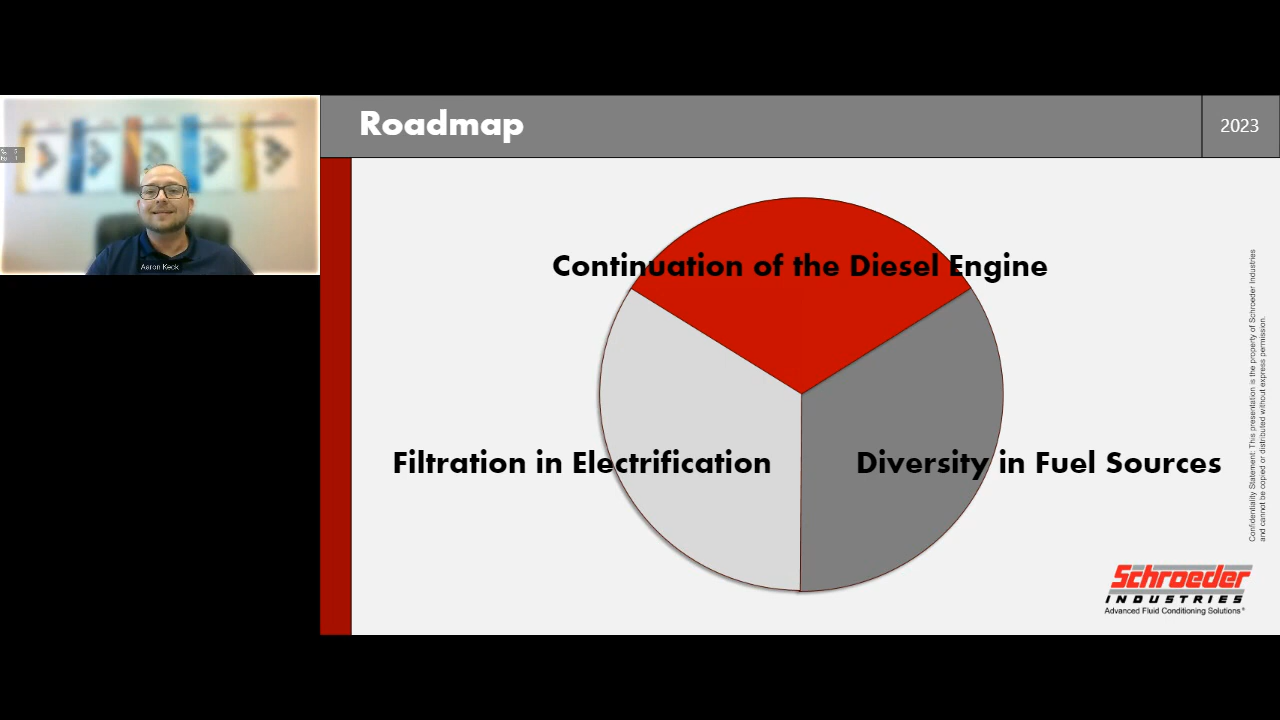 Roadmap
2023
Aaron Keck
Continuation of the Diesel Engine
Filtration in Electrification
Diversity in Fuel Sources
Confidentiality Statement: This presentation is the property of Schroeder Industries
and cannot be copied or distributed without express permission.
Schroeder
INDUSTRIES
Advanced Fluid Conditioning Solutions®